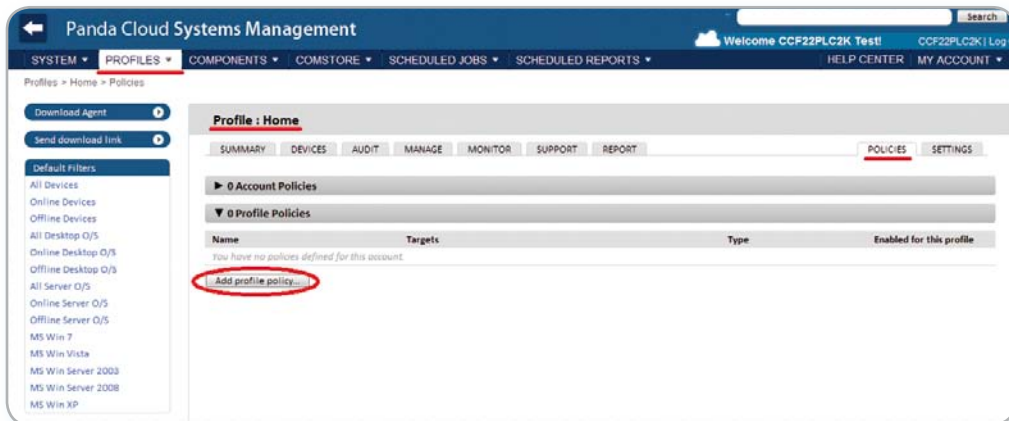 Panda Cloud Systems Management
Search
Welcome CCF22PLC2K Test!
CCF22PLC2K | Log
SYSTEM ▼ PROFILES ▼ COMPONENTS ▼ COMSTORE ▼ SCHEDULED JOBS ▼ SCHEDULED REPORTS ▼ HELP CENTER MY ACCOUNT ▼
Profiles > Home > Policies
Download Agent
Send download link
Default Filters
All Devices
Online Devices
Offline Devices
All Desktop O/S
Online Desktop O/S
Offline Desktop O/S
All Server O/S
Online Server O/S
Offline Server O/S
MS Win 7
MS Win Vista
MS Win Server 2003
MS Win Server 2008
MS Win XP
Profile : Home
SUMMARY DEVICES AUDIT MANAGE MONITOR SUPPORT REPORT POLICIES SETTINGS
▶ 0 Account Policies
▼ 0 Profile Policies
Name Targets Type Enabled for this profile
You have no policies defined for this account.
Add profile policy...